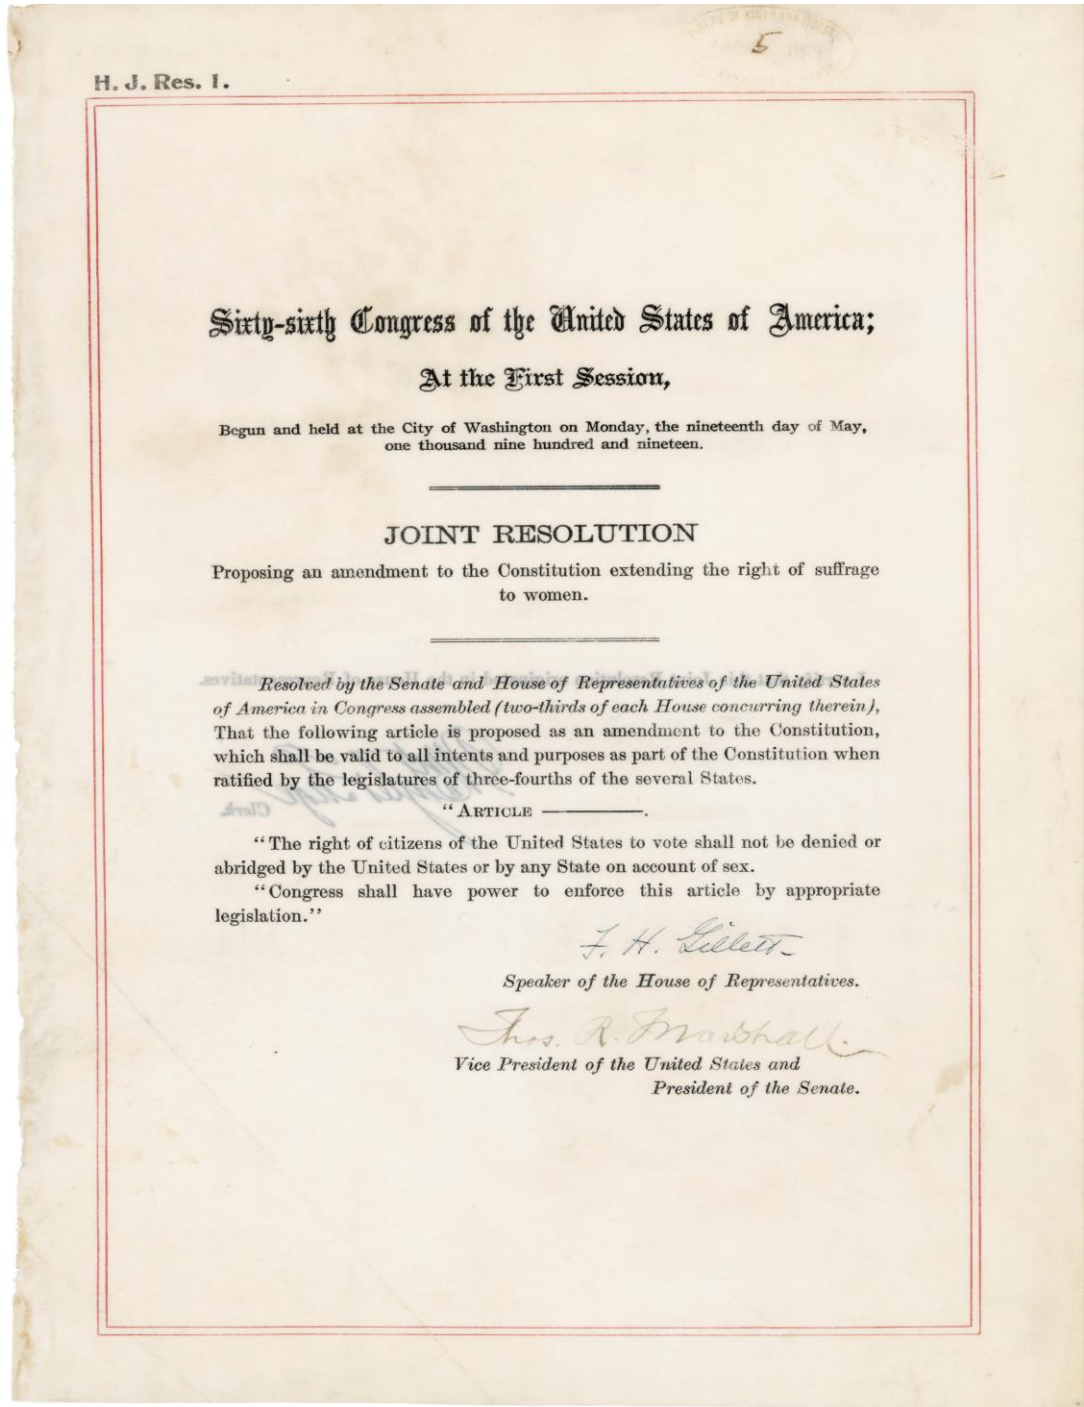 5
H. J. Res. 1.
Sixty-sixth Congress of the United States of America;
At the First Session,
Begun and held at the City of Washington on Monday, the nineteenth day of May,
one thousand nine hundred and nineteen.
JOINT RESOLUTION
Proposing an amendment to the Constitution extending the right of suffrage
to women.
Resolved by the Senate and House of Representatives of the United States
of America in Congress assembled (two-thirds of each House concurring therein),
That the following article is proposed as an amendment to the Constitution,
which shall be valid to all intents and purposes as part of the Constitution when
ratified by the legislatures of three-fourths of the several States.
“ARTICLE ————.
“The right of citizens of the United States to vote shall not be denied or
abridged by the United States or by any State on account of sex.
“Congress shall have power to enforce this article by appropriate
legislation.”
F. H. Gillett
Speaker of the House of Representatives.
Thos. R. Marshall.
Vice President of the United States and
President of the Senate.
Clerk.